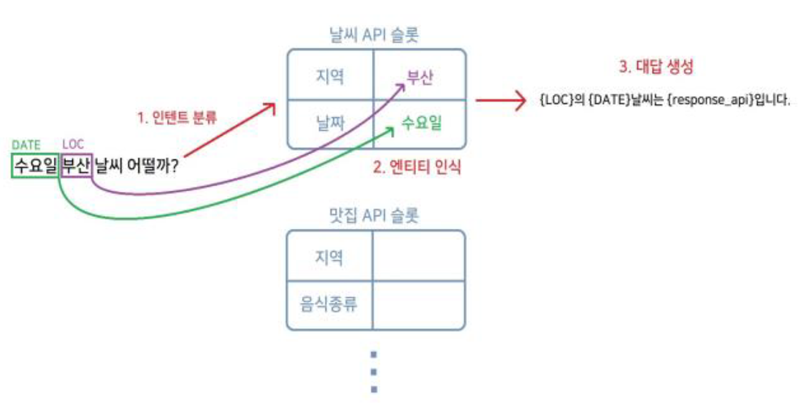 날씨 API 슬롯
지역 부산
날짜 수요일
1. 인텐트 분류
2. 엔티티 인식
3. 대답 생성
{LOC}의 {DATE}날씨는 {response_api}입니다.
DATE LOC
수요일 부산 날씨 어떨까?
맛집 API 슬롯
지역
음식종류